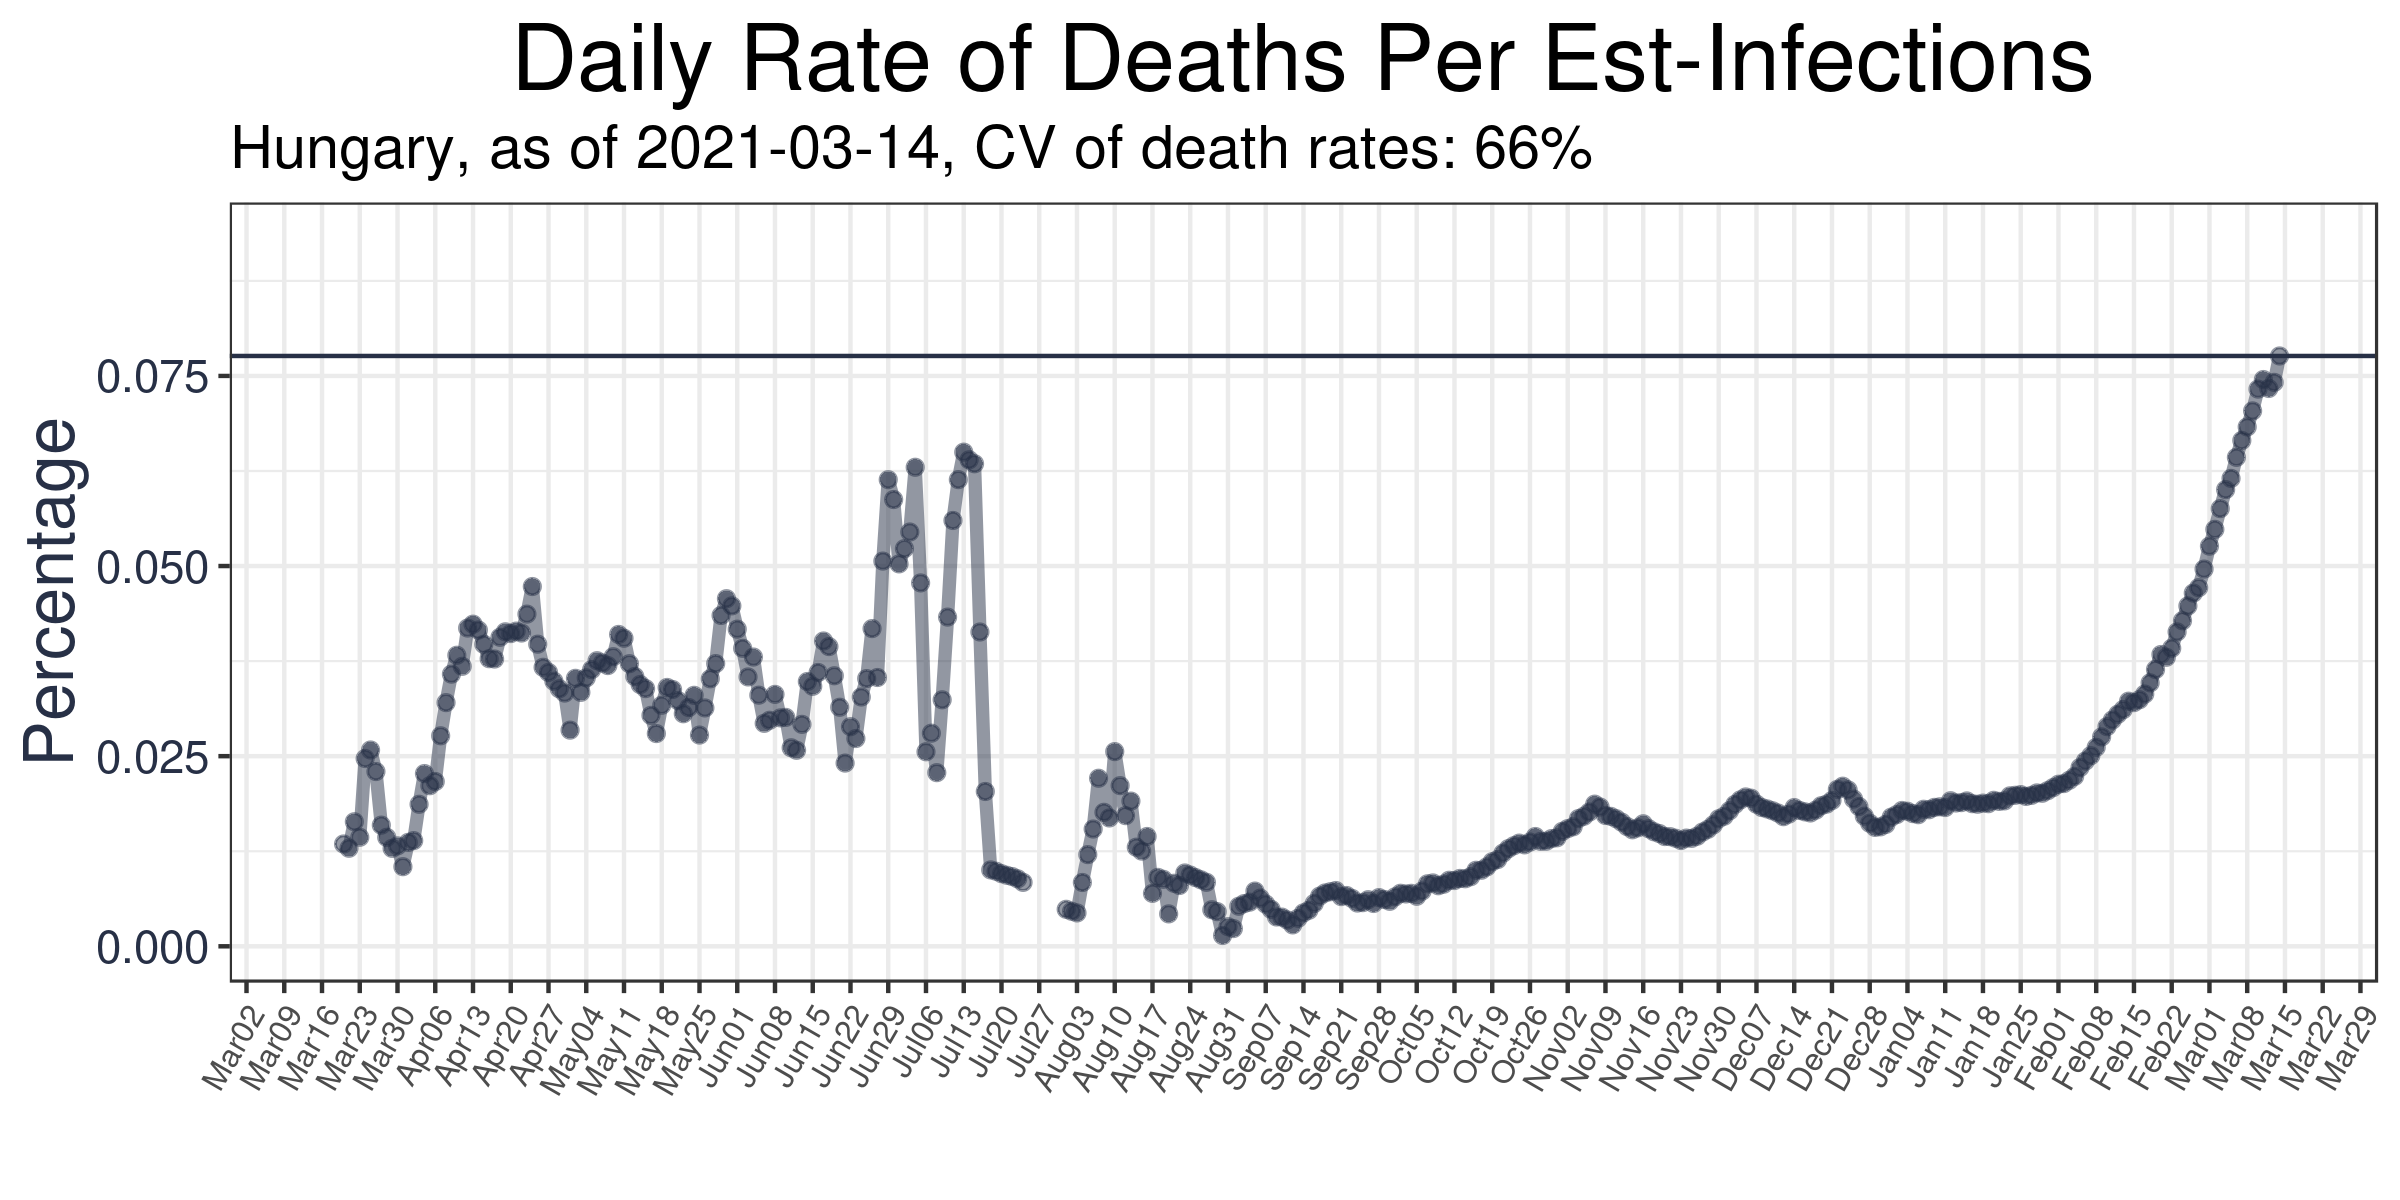 Daily Rate of Deaths Per Est-Infections
Hungary, as of 2021-03-14, CV of death rates: 66%
Percentage
0.075
0.050
0.025
0.000
Mar02
Mar09
Mar16
Mar23
Mar30
Apr06
Apr13
Apr20
Apr27
May04
May11
May18
May25
Jun01
Jun08
Jun15
Jun22
Jun29
Jul06
Jul13
Jul20
Jul27
Aug03
Aug10
Aug17
Aug24
Aug31
Sep07
Sep14
Sep21
Sep28
Oct05
Oct12
Oct19
Oct26
Nov02
Nov09
Nov16
Nov23
Nov30
Dec07
Dec14
Dec21
Dec28
Jan04
Jan11
Jan18
Jan25
Feb01
Feb08
Feb15
Feb22
Mar01
Mar08
Mar15
Mar22
Mar29